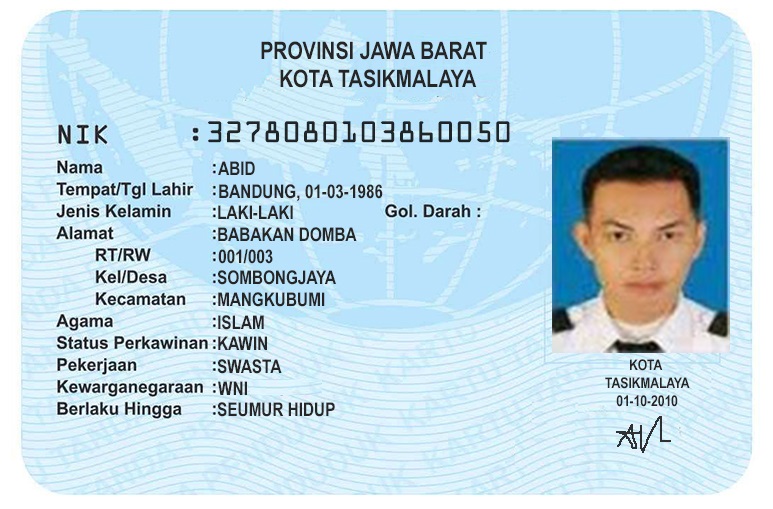 PROVINSI JAWA BARAT
KOTA TASIKMALAYA
NIK :3278080103860050
Nama :ABID
Tempat/Tgl Lahir :BANDUNG, 01-03-1986
Jenis Kelamin :LAKI-LAKI Gol. Darah :
Alamat :BABAKAN DOMBA
RT/RW :001/003
Kel/Desa :SOMBONGJAYA
Kecamatan :MANGKUBUMI
Agama :ISLAM
Status Perkawinan :KAWIN
Pekerjaan :SWASTA
Kewarganegaraan :WNI
Berlaku Hingga :SEUMUR HIDUP
KOTA
TASIKMALAYA
01-10-2010